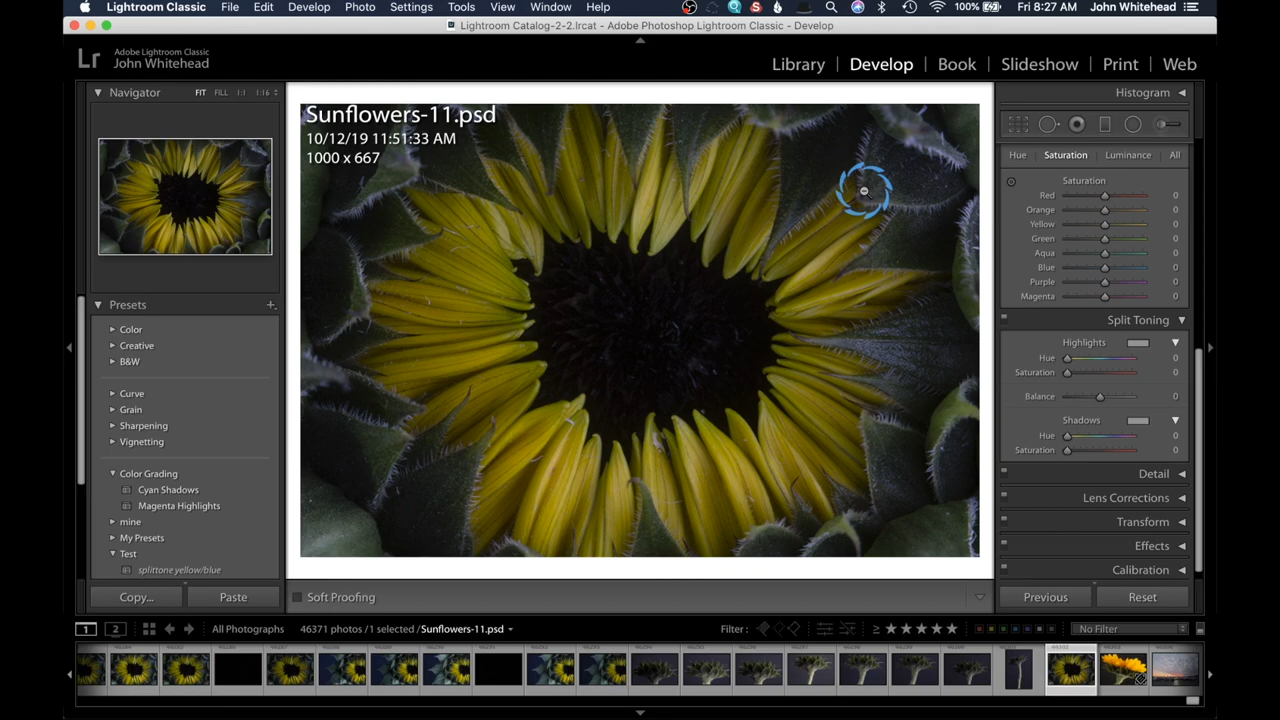 Lightroom Classic File Edit Develop Photo Settings Tools View Window Help 100% Fri 8:27 AM John Whitehead
Lightroom Catalog-2-2.lrcat - Adobe Photoshop Lightroom Classic - Develop
Lr
Adobe Lightroom Classic
John Whitehead
Library | Develop | Book | Slideshow | Print | Web
Navigator FIT FILL 1:1 1:16
Histogram
Sunflowers-11.psd
10/12/19 11:51:33 AM
1000 x 667
Hue Saturation Luminance All
Saturation
Red 0
Orange 0
Yellow 0
Green 0
Aqua 0
Blue 0
Purple 0
Magenta 0
Split Toning
Highlights
Hue 0
Saturation 0
Balance 0
Shadows
Hue 0
Saturation 0
Detail
Lens Corrections
Transform
Effects
Calibration
Presets +
Color
Creative
B&W
Curve
Grain
Sharpening
Vignetting
Color Grading
Cyan Shadows
Magenta Highlights
mine
My Presets
Test
splittone yellow/blue
Copy... Paste
Soft Proofing
Previous Reset
1 2 All Photographs 46371 photos / 1 selected / Sunflowers-11.psd Filter : ≥ ★★★★★ No Filter